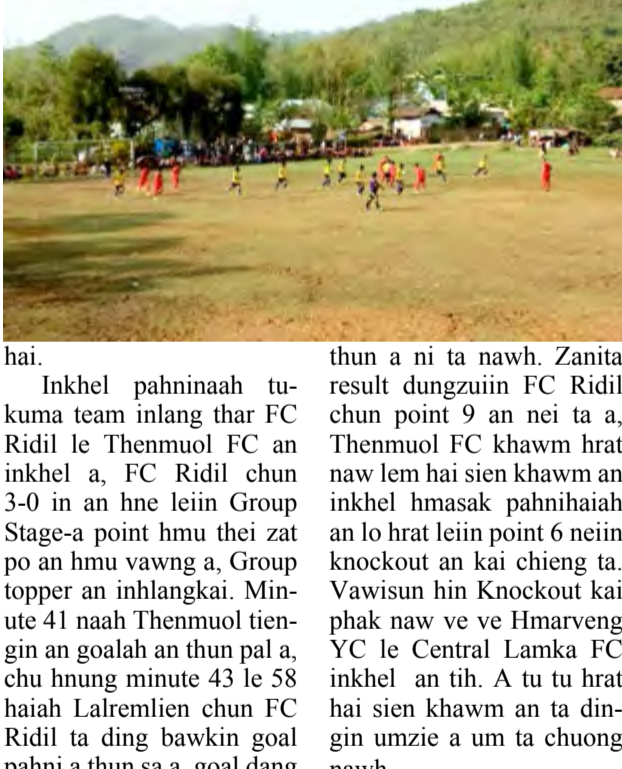 hai.
Inkhel pahninaah tu-
kuma team inlang thar FC
Ridil le Thenmuol FC an
inkhel a, FC Ridil chun
3-0 in an hne leiin Group
Stage-a point hmu thei zat
po an hmu vawng a, Group
topper an inhlangkai. Min-
ute 41 naah Thenmuol tien-
gin an goalah an thun pal a,
chu hnung minute 43 le 58
haiah Lalremlien chun FC
Ridil ta ding bawkin goal
pahni a thun sa a, goal dang
thun a ni ta nawh. Zanita
result dungzuiin FC Ridil
chun point 9 an nei ta a,
Thenmuol FC khawm hrat
naw lem hai sien khawm an
inkhel hmasak pahnihaiah
an lo hrat leiin point 6 neiin
knockout an kai chieng ta.
Vawisun hin Knockout kai
phak naw ve ve Hmarveng
YC le Central Lamka FC
inkhel an tih. A tu tu hrat
hai sien khawm an ta din-
gin umzie a um ta chuong
nawh.